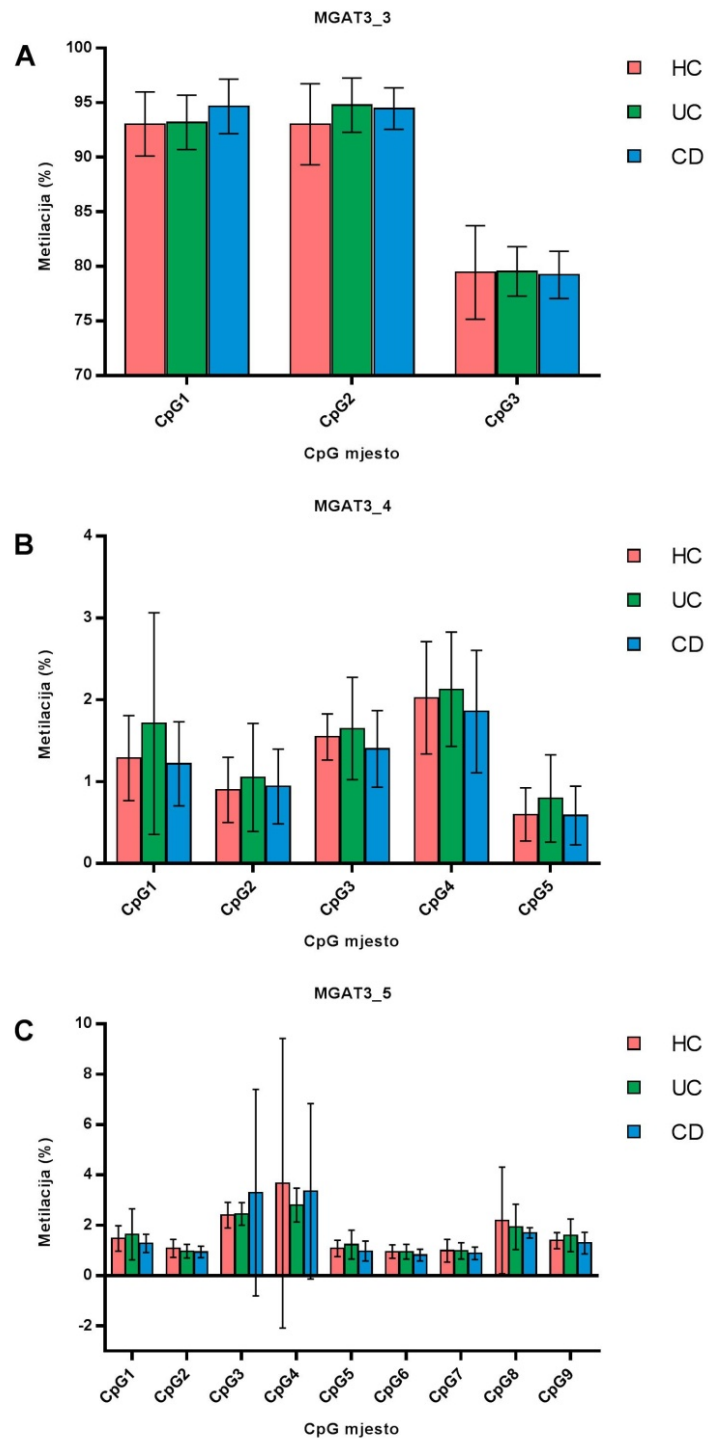 MGAT3_3
A
100
95
90
85
80
75
70
Metilacija (%)
CpG1
CpG2
CpG3
CpG mjesto
HC
UC
CD
MGAT3_4
B
4
3
2
1
0
Metilacija (%)
CpG1
CpG2
CpG3
CpG4
CpG5
CpG mjesto
HC
UC
CD
MGAT3_5
C
10
8
6
4
2
0
-2
Metilacija (%)
CpG1
CpG2
CpG3
CpG4
CpG5
CpG6
CpG7
CpG8
CpG9
CpG mjesto
HC
UC
CD